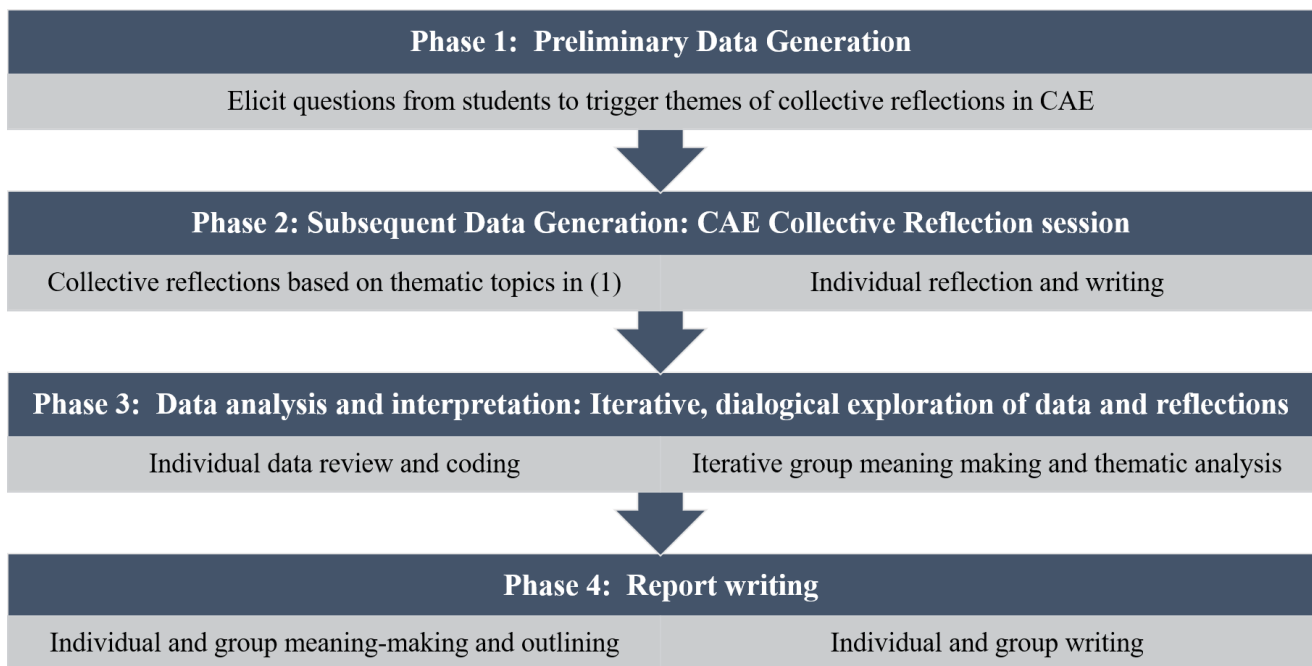 Phase 1:  Preliminary Data Generation
Elicit questions from students to trigger themes of collective reflections in CAE
Phase 2: Subsequent Data Generation: CAE Collective Reflection session
Collective reflections based on thematic topics in (1)
Individual reflection and writing
Phase 3:  Data analysis and interpretation: Iterative, dialogical exploration of data and reflections
Individual data review and coding
Iterative group meaning making and thematic analysis
Phase 4:  Report writing
Individual and group meaning-making and outlining
Individual and group writing